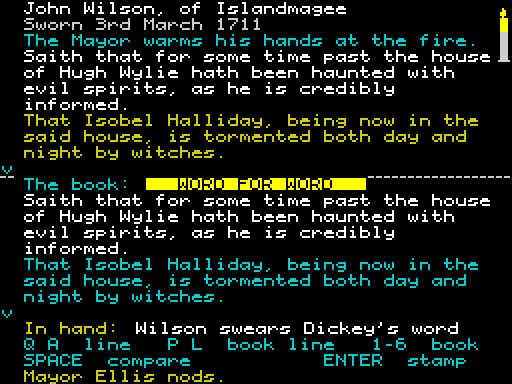 John Wilson, of Islandmagee
Sworn 3rd March 1711
The Mayor warms his hands at the fire.
Saith that for some time past the house
of Hugh Wylie hath been haunted with
evil spirits, as he is credibly
informed.
That Isobel Halliday, being now in the
said house, is tormented both day and
night by witches.
v
The book: WORD FOR WORD
Saith that for some time past the house
of Hugh Wylie hath been haunted with
evil spirits, as he is credibly
informed.
That Isobel Halliday, being now in the
said house, is tormented both day and
night by witches.
v
In hand: Wilson swears Dickey's word
Q A line P L book line 1-6 book
SPACE compare ENTER stamp
Mayor Ellis nods.